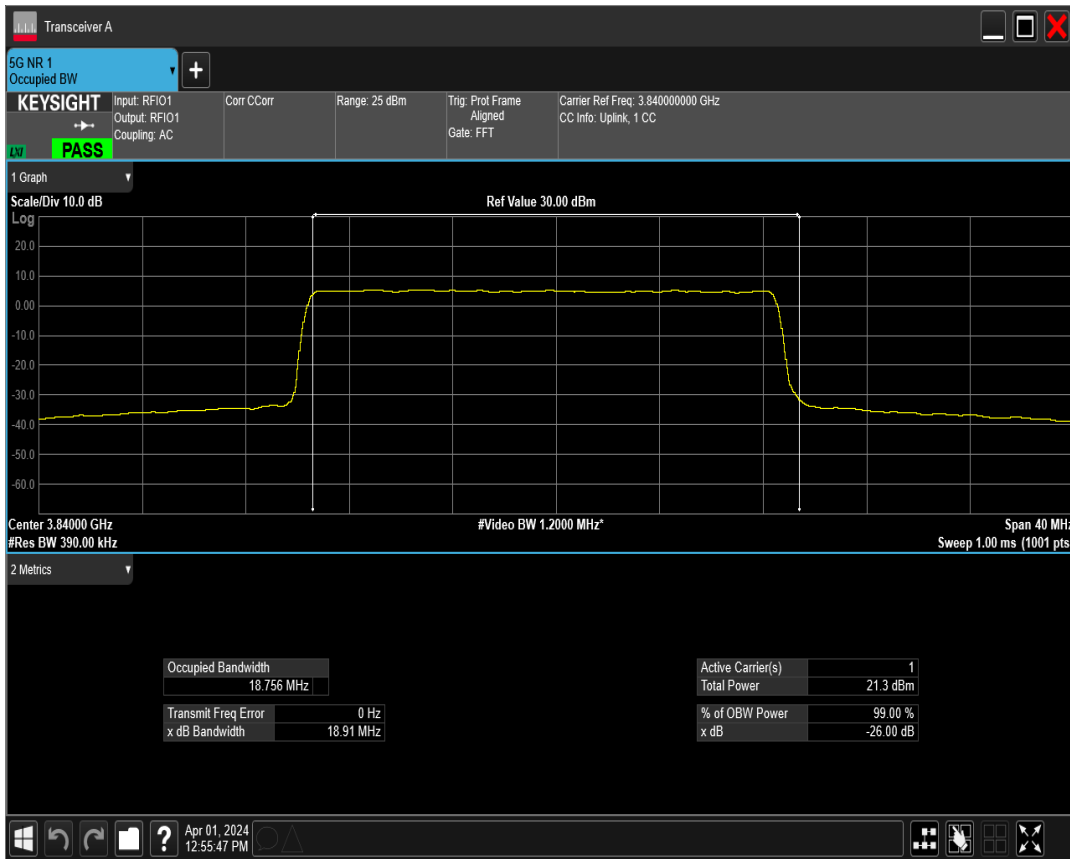 Transceiver A
5G NR 1
Occupied BW
KEYSIGHT
LXI
PASS
Input: RFIO1
Output: RFIO1
Coupling: AC
Corr CCorr
Range: 25 dBm
Trig: Prot Frame
Aligned
Gate: FFT
Carrier Ref Freq: 3.840000000 GHz
CC Info: Uplink, 1 CC
1 Graph
Scale/Div 10.0 dB
Ref Value 30.00 dBm
Log
20.0
10.0
0.00
-10.0
-20.0
-30.0
-40.0
-50.0
-60.0
Center 3.84000 GHz
#Video BW 1.2000 MHz*
Span 40 MHz
#Res BW 390.00 kHz
Sweep 1.00 ms (1001 pts
2 Metrics
Occupied Bandwidth
18.756 MHz
Transmit Freq Error 0 Hz
x dB Bandwidth 18.91 MHz
Active Carrier(s) 1
Total Power 21.3 dBm
% of OBW Power 99.00 %
x dB -26.00 dB
?
Apr 01, 2024
12:55:47 PM